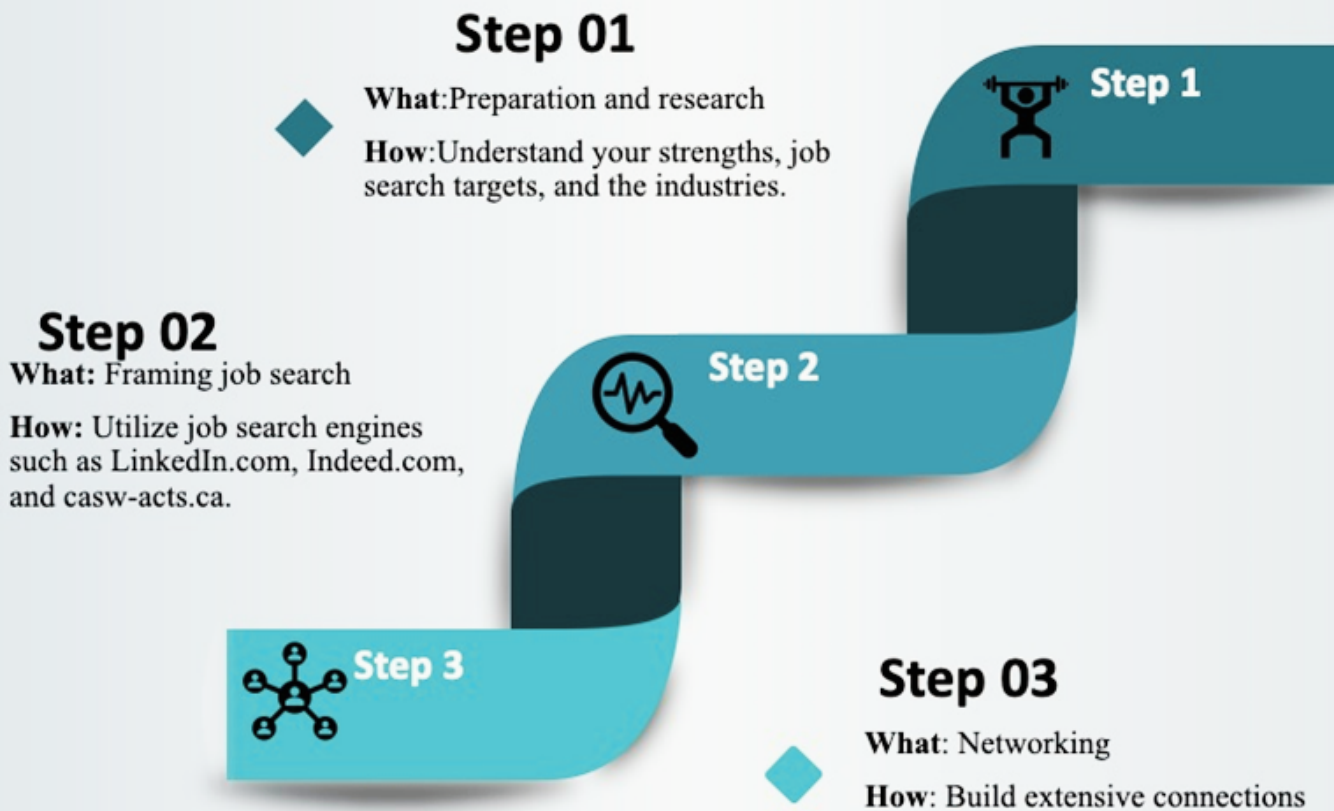 Step 01
What:Preparation and research
How:Understand your strengths, job
search targets, and the industries.
Step 1
Step 02
What: Framing job search
How: Utilize job search engines
such as LinkedIn.com, Indeed.com,
and casw-acts.ca.
Step 2
Step 3
Step 03
What: Networking
How: Build extensive connections